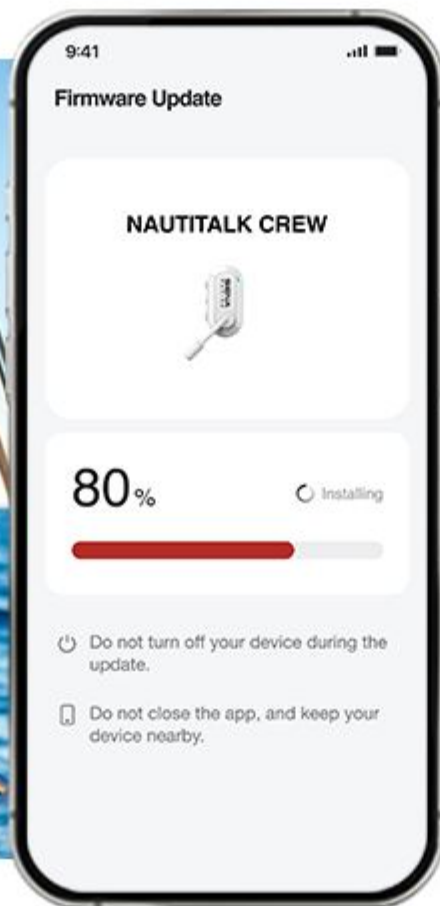 9:41
Firmware Update
NAUTITALK CREW
80%
Installing
Do not turn off your device during the
update.
Do not close the app, and keep your
device nearby.